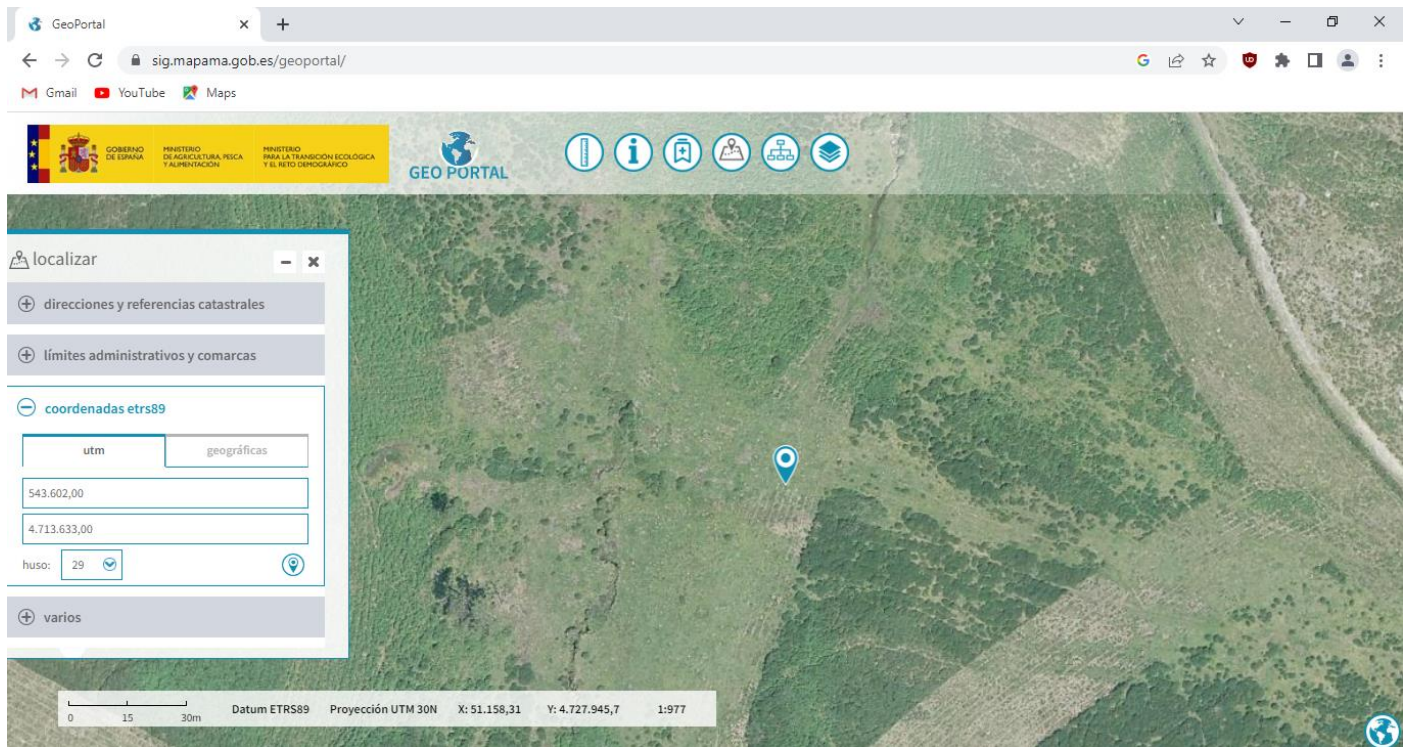 GeoPortal
sig.mapama.gob.es/geoportal/
Gmail YouTube Maps
GOBIERNO DE ESPAÑA
MINISTERIO DE AGRICULTURA, PESCA Y ALIMENTACIÓN
MINISTERIO PARA LA TRANSICIÓN ECOLÓGICA Y EL RETO DEMOGRÁFICO
GEO PORTAL
localizar
direcciones y referencias catastrales
límites administrativos y comarcas
coordenadas etrs89
utm geográficas
543.602,00
4.713.633,00
huso: 29
varios
0 15 30m Datum ETRS89 Proyección UTM 30N X: 51.158,31 Y: 4.727.945,7 1:977